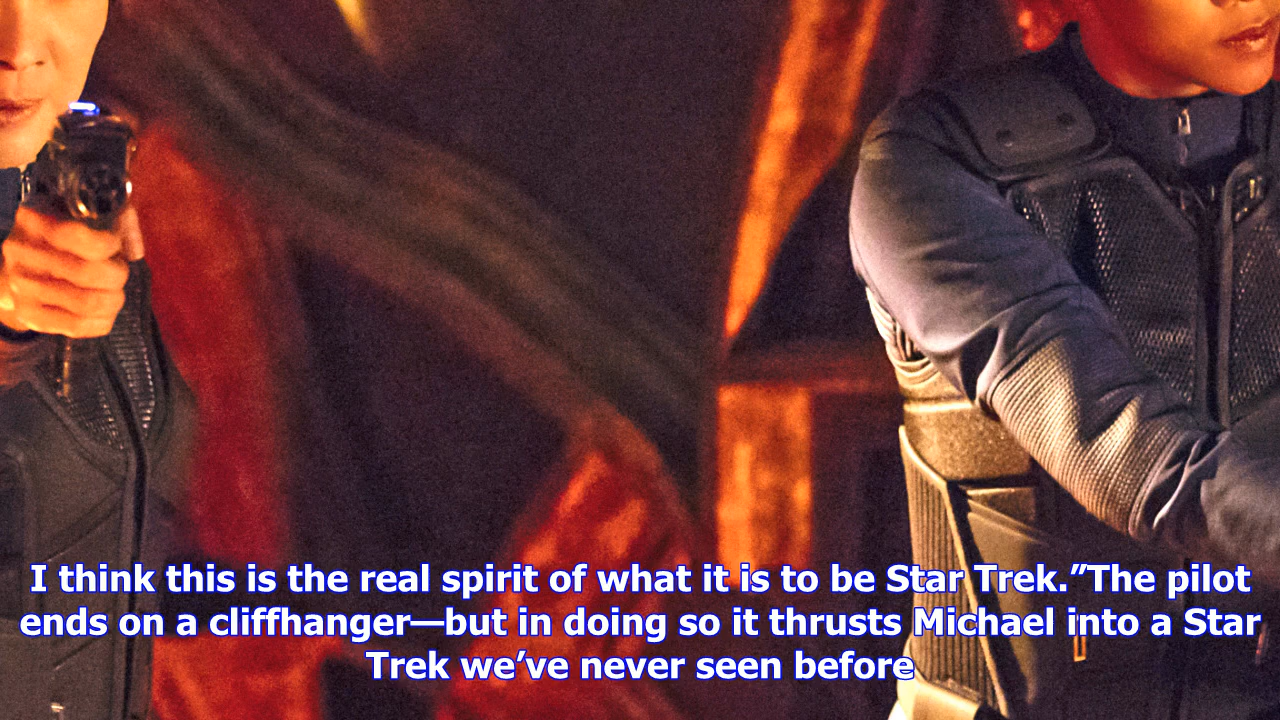 I think this is the real spirit of what it is to be Star Trek.”The pilot
ends on a cliffhanger—but in doing so it thrusts Michael into a Star
Trek we’ve never seen before